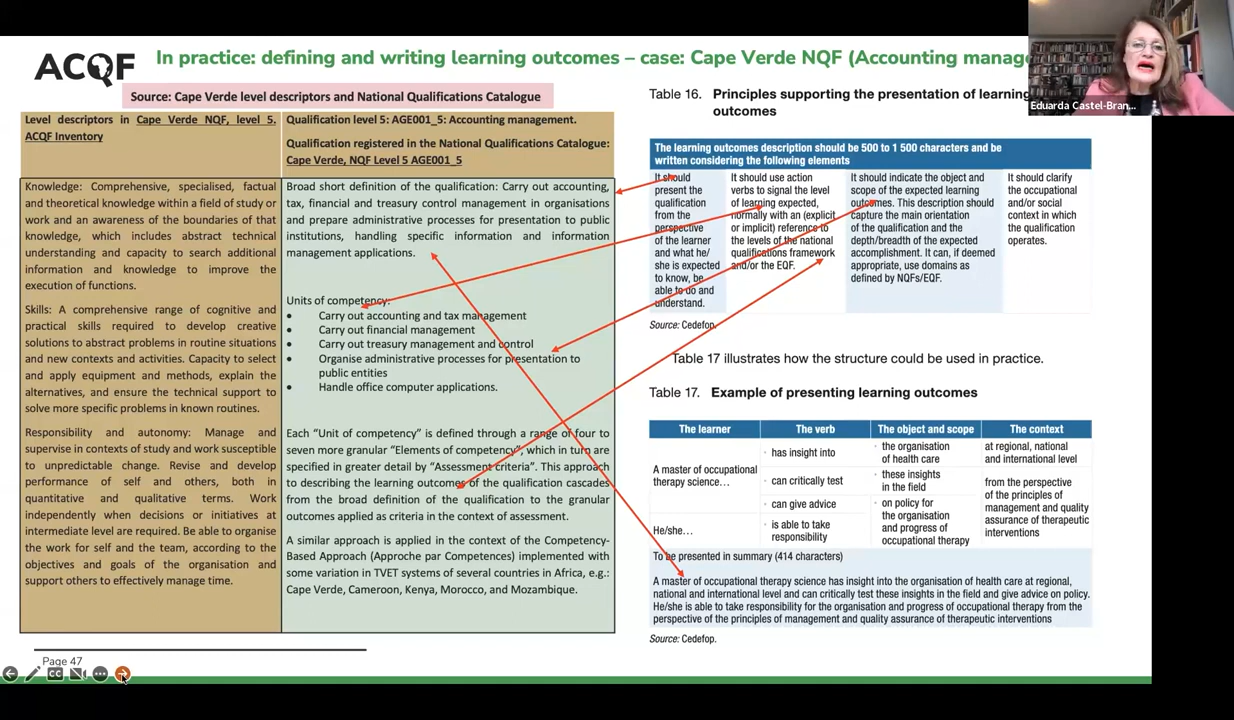 ACQF
In practice: defining and writing learning outcomes – case: Cape Verde NQF (Accounting manage
Source: Cape Verde level descriptors and National Qualifications Catalogue
Level descriptors in Cape Verde NQF, level 5.
ACQF Inventory
Knowledge: Comprehensive, specialised, factual
and theoretical knowledge within a field of study or
work and an awareness of the boundaries of that
knowledge, which includes abstract technical
understanding and capacity to search additional
information and knowledge to improve the
execution of functions.
Skills: A comprehensive range of cognitive and
practical skills required to develop creative
solutions to abstract problems in routine situations
and new contexts and activities. Capacity to select
and apply equipment and methods, explain the
alternatives, and ensure the technical support to
solve more specific problems in known routines.
Responsibility and autonomy: Manage and
supervise in contexts of study and work susceptible
to unpredictable change. Revise and develop
performance of self and others, both in
quantitative and qualitative terms. Work
independently when decisions or initiatives at
intermediate level are required. Be able to organise
the work for self and the team, according to the
objectives and goals of the organisation and
support others to effectively manage time.
Qualification level 5: AGE001_5: Accounting management.
Qualification registered in the National Qualifications Catalogue:
Cape Verde, NQF Level 5 AGE001_5
Broad short definition of the qualification: Carry out accounting,
tax, financial and treasury control management in organisations
and prepare administrative processes for presentation to public
institutions, handling specific information and information
management applications.
Units of competency:
• Carry out accounting and tax management
• Carry out financial management
• Carry out treasury management and control
• Organise administrative processes for presentation to
public entities
• Handle office computer applications.
Each “Unit of competency” is defined through a range of four to
seven more granular “Elements of competency”, which in turn are
specified in greater detail by “Assessment criteria”. This approach
to describing the learning outcomes of the qualification cascades
from the broad definition of the qualification to the granular
outcomes applied as criteria in the context of assessment.
A similar approach is applied in the context of the Competency-
Based Approach (Approche par Competences) implemented with
some variation in TVET systems of several countries in Africa, e.g.:
Cape Verde, Cameroon, Kenya, Morocco, and Mozambique.
Table 16. Principles supporting the presentation of learning
outcomes
The learning outcomes description should be 500 to 1 500 characters and be
written considering the following elements
It should
present the
qualification
from the
perspective
of the learner
and what he/
she is expected
to know, be
able to do and
understand.
It should use action
verbs to signal the level
of learning expected,
normally with an (explicit
or implicit) reference to
the levels of the national
qualifications framework
and/or the EQF.
It should indicate the object and
scope of the expected learning
outcomes. This description should
capture the main orientation
of the qualification and the
depth/breadth of the expected
accomplishment. It can, if deemed
appropriate, use domains as
defined by NQFs/EQF.
It should clarify
the occupational
and/or social
context in which
the qualification
operates.
Source: Cedefop.
Table 17 illustrates how the structure could be used in practice.
Table 17. Example of presenting learning outcomes
The learner The verb The object and scope The context
A master of occupational
therapy science…
He/she…
· has insight into
· can critically test
· can give advice
· is able to take
responsibility
· the organisation
of health care
· these insights
in the field
· on policy for
the organisation
and progress of
occupational therapy
at regional, national
and international level
from the perspective
of the principles of
management and quality
assurance of therapeutic
interventions
To be presented in summary (414 characters)
A master of occupational therapy science has insight into the organisation of health care at regional,
national and international level and can critically test these insights in the field and give advice on policy.
He/she is able to take responsibility for the organisation and progress of occupational therapy from the
perspective of the principles of management and quality assurance of therapeutic interventions
Source: Cedefop.
Page 47
CC
Eduarda Castel-Bran...